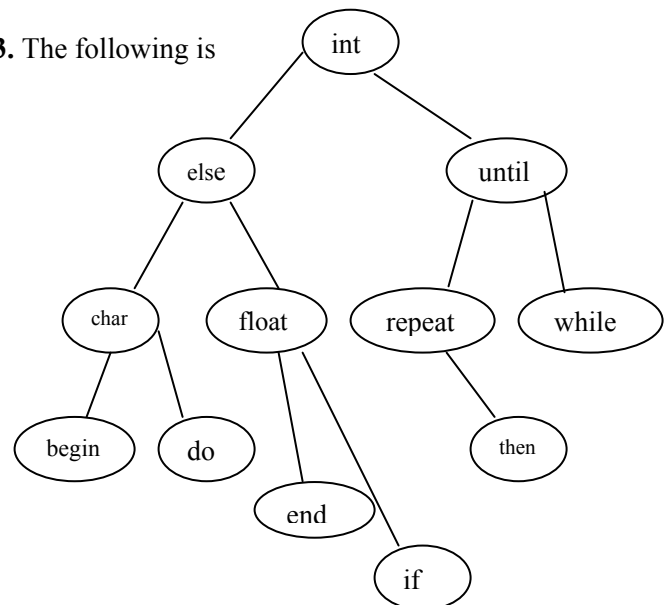 3. The following is
int
else
until
char
float
repeat
while
begin
do
then
end
if